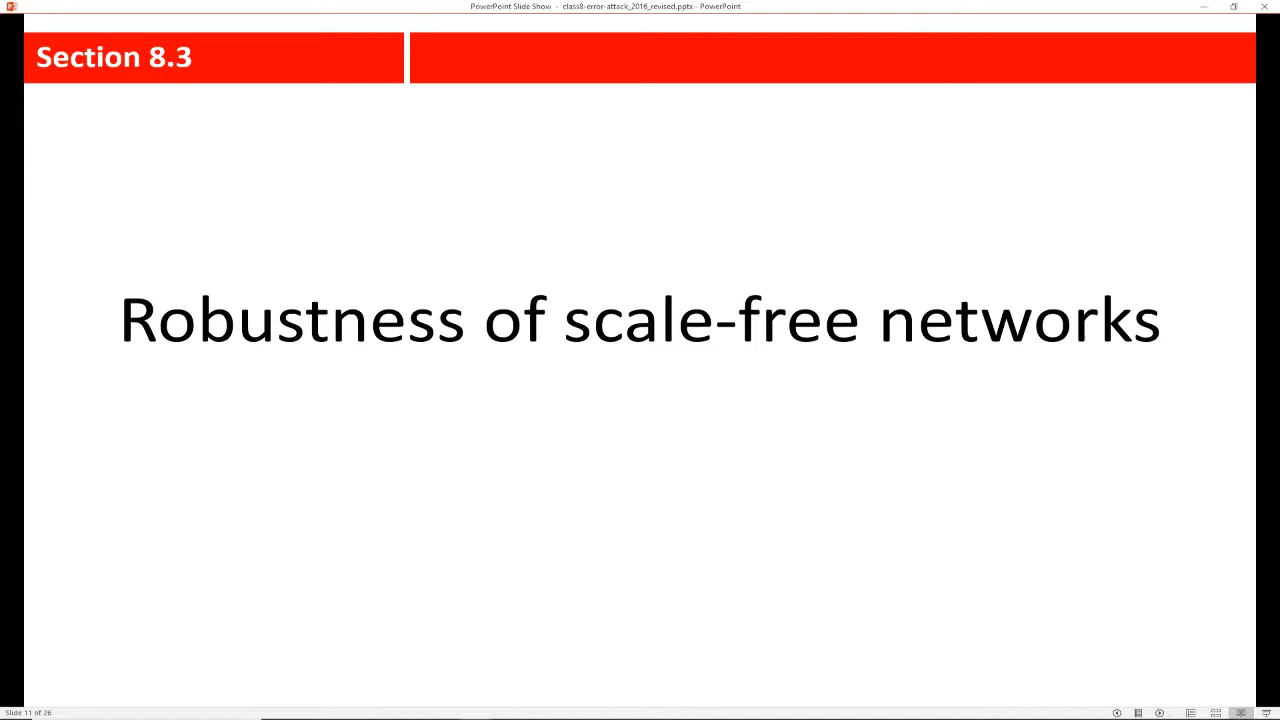 PowerPoint Slide Show - class8-error-attack_2016_revised.pptx - PowerPoint
Section 8.3
Robustness of scale-free networks
Slide 11 of 26